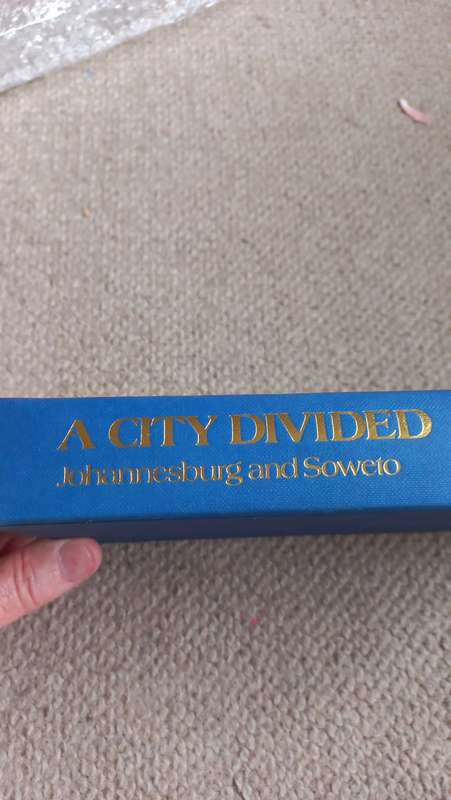 A CITY DIVIDED
Johannesburg and Soweto